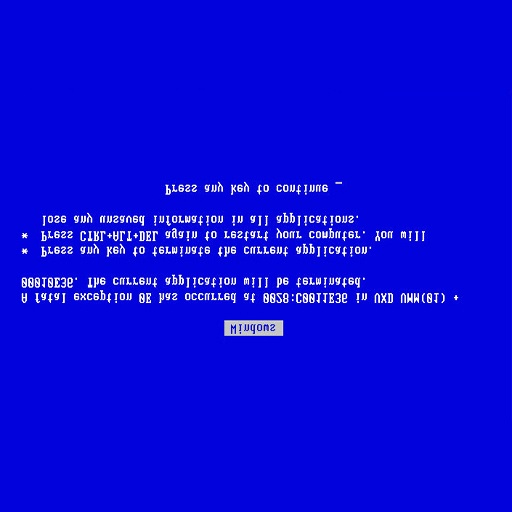 Windows
A fatal exception 0E has occurred at 0028:C0011E36 in VXD VMM(01) +
00010E36. The current application will be terminated.
* Press any key to terminate the current application.
* Press CTRL+ALT+DEL again to restart your computer. You will
lose any unsaved information in all applications.
Press any key to continue _